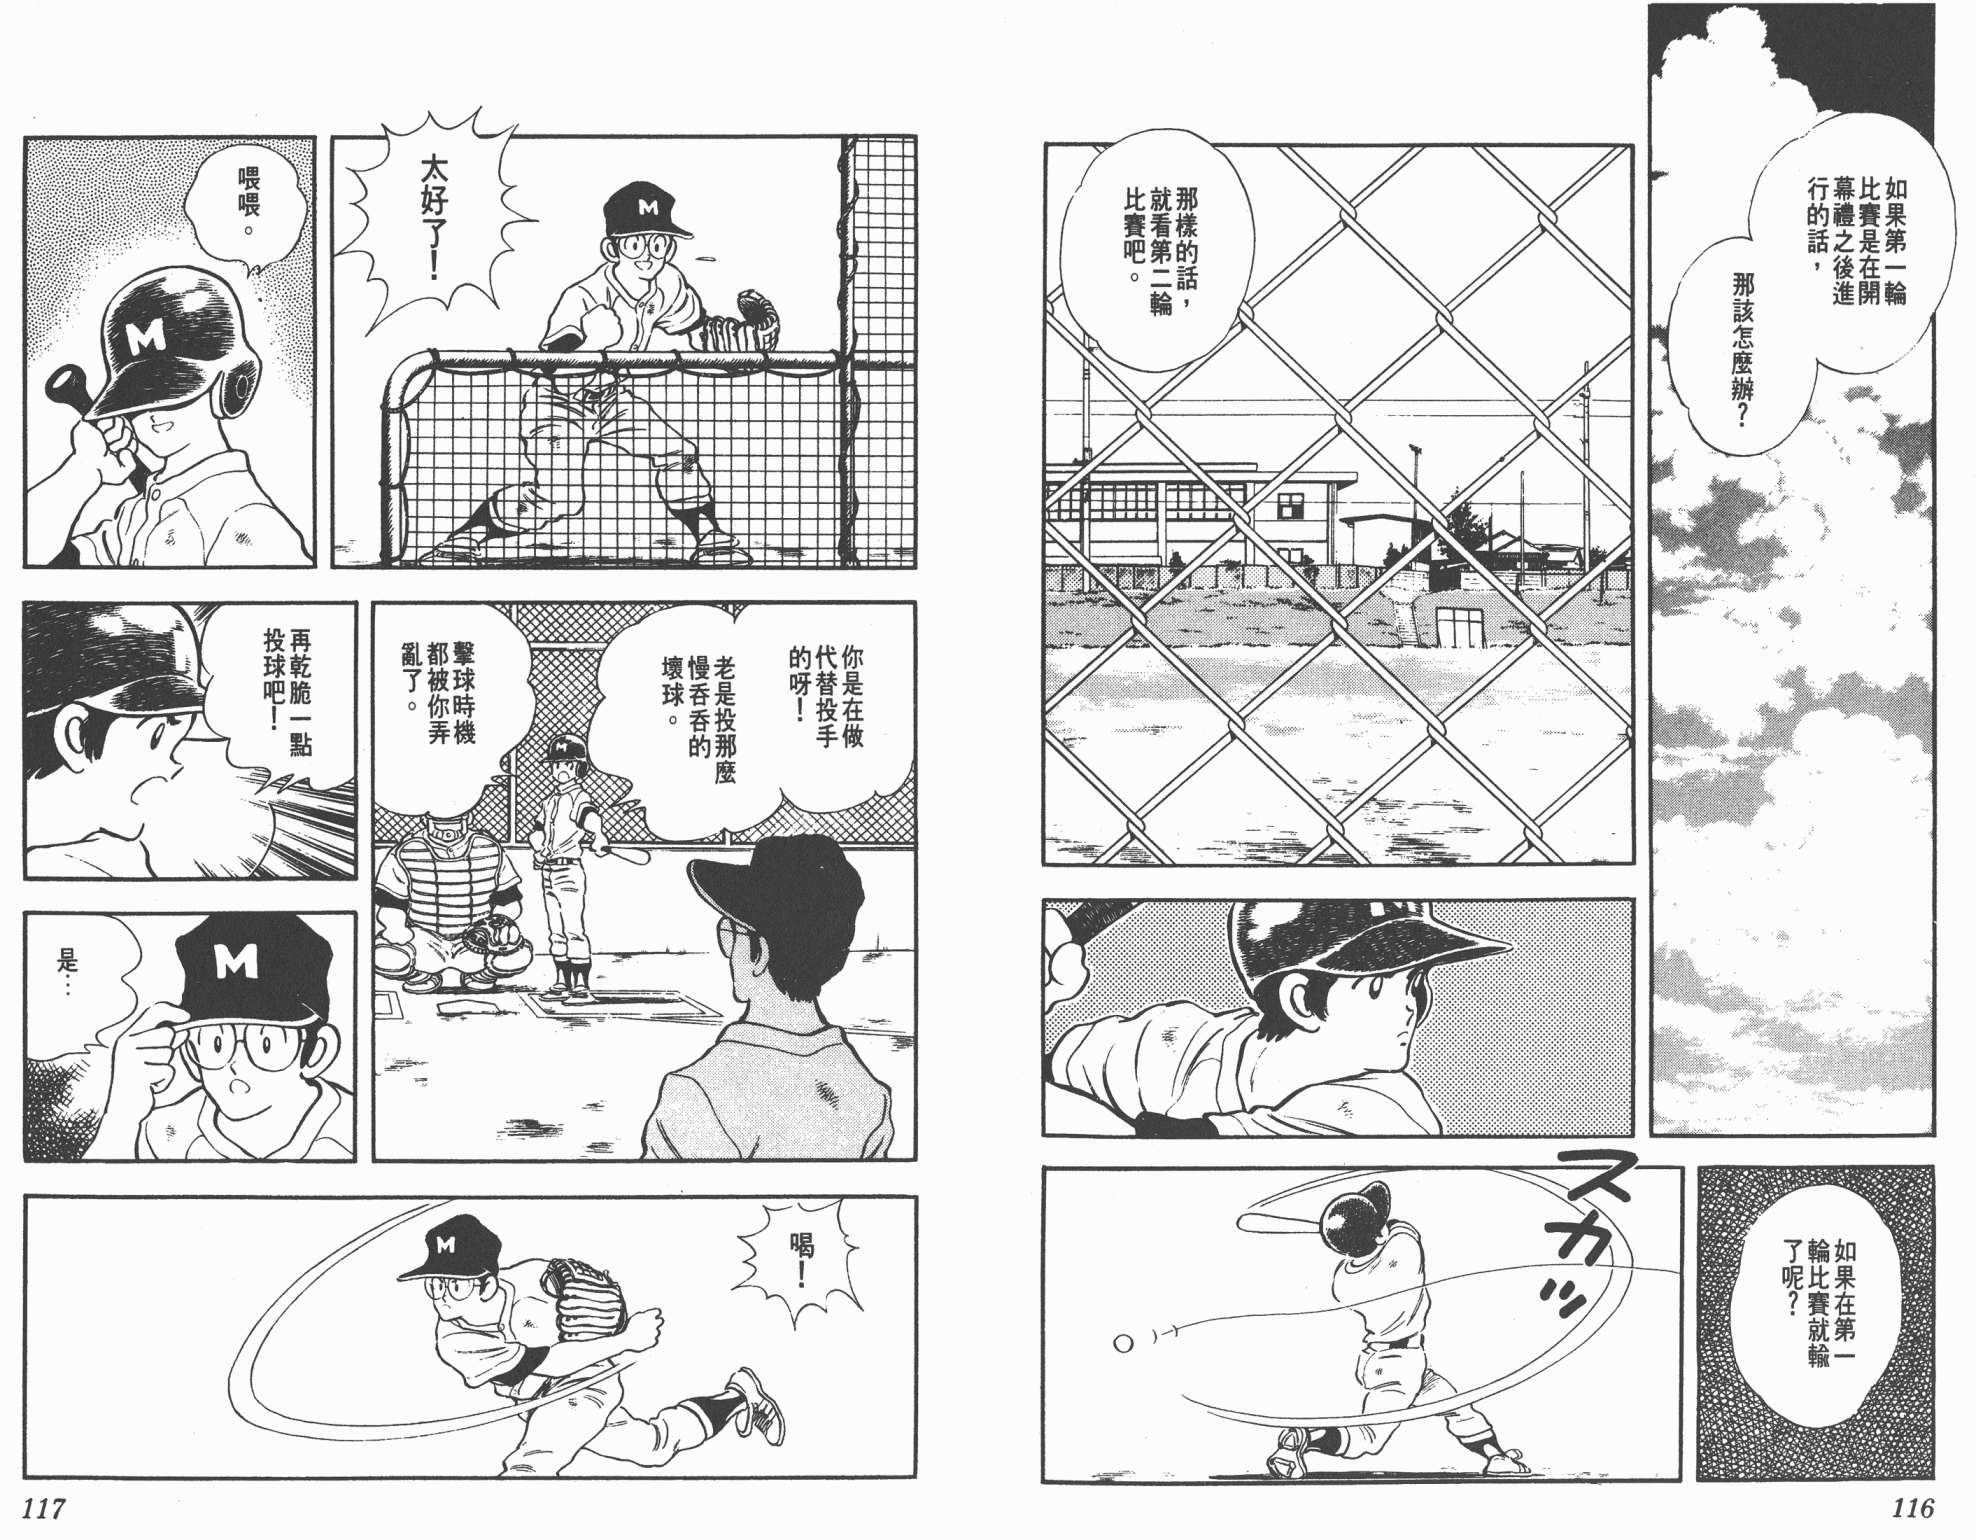 如果第一輪
比賽是在開
幕禮之後進
行的話，
那該怎麼辦？
那樣的話，
就看第二輪
比賽吧。
M
如果在第一
輪比賽就輸
了呢？
スカッ
116
太好了！
M
喂喂。
M
你是在做
代替投手
的呀！
老是投那麼
慢吞吞的
壞球。
擊球時機
都被你弄
亂了。
M
再乾脆一點
投球吧！
是…
M
喝！
M
117